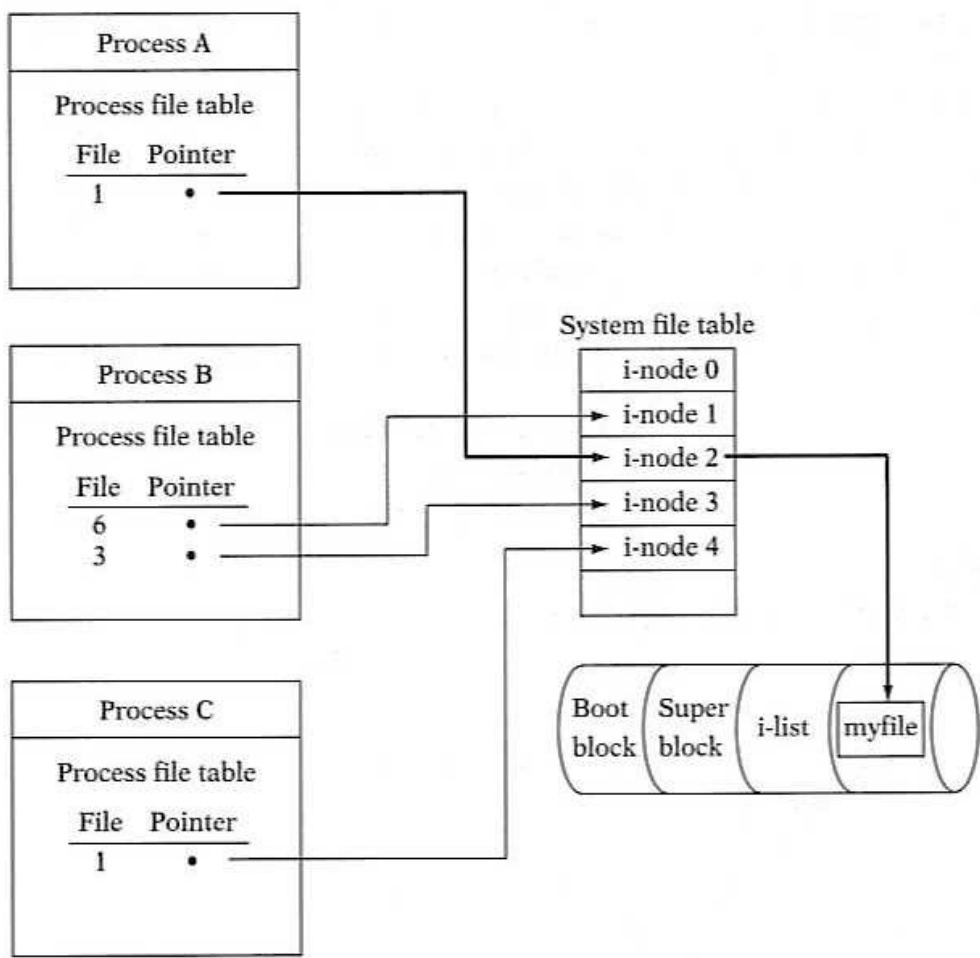 Process A
Process file table
File Pointer
1
Process B
Process file table
File Pointer
6
3
Process C
Process file table
File Pointer
1
System file table
i-node 0
i-node 1
i-node 2
i-node 3
i-node 4
Boot block
Super block
i-list
myfile